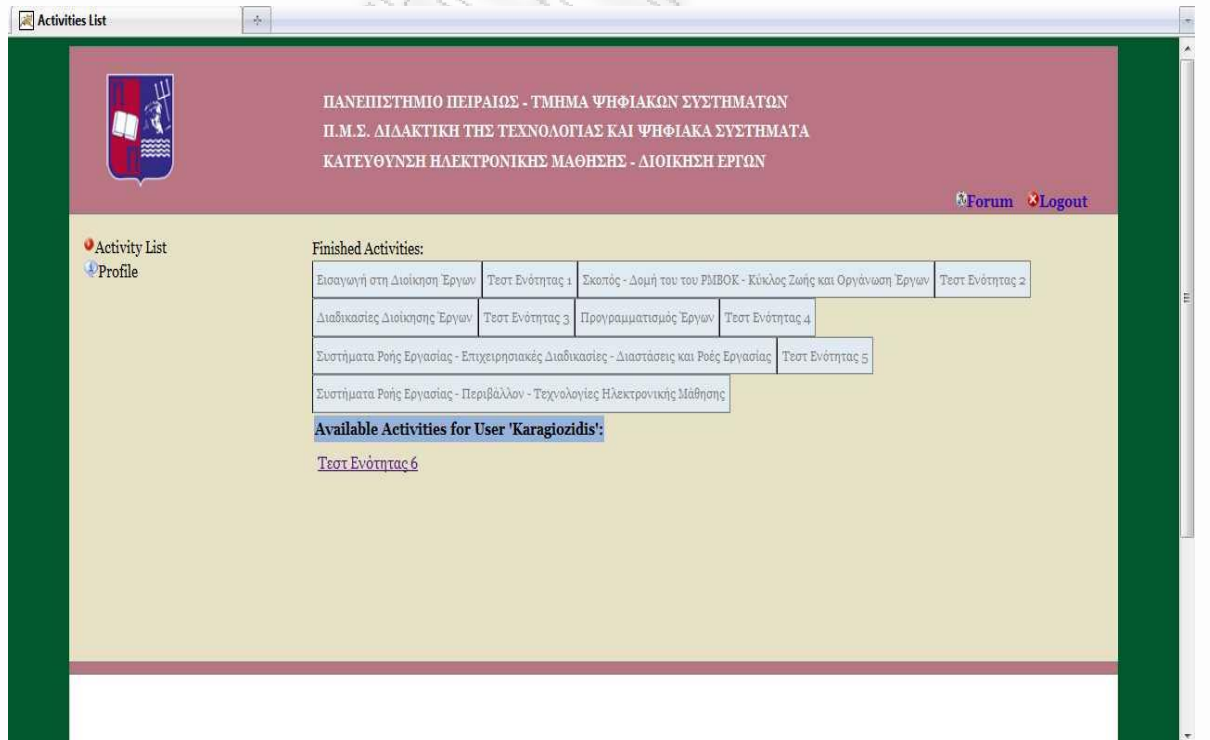 Activities List
ΠΑΝΕΠΙΣΤΗΜΙΟ ΠΕΙΡΑΙΩΣ - ΤΜΗΜΑ ΨΗΦΙΑΚΩΝ ΣΥΣΤΗΜΑΤΩΝ
Π.Μ.Σ. ΔΙΔΑΚΤΙΚΗ ΤΗΣ ΤΕΧΝΟΛΟΓΙΑΣ ΚΑΙ ΨΗΦΙΑΚΑ ΣΥΣΤΗΜΑΤΑ
ΚΑΤΕΥΘΥΝΣΗ ΗΛΕΚΤΡΟΝΙΚΗΣ ΜΑΘΗΣΗΣ - ΔΙΟΙΚΗΣΗ ΕΡΓΩΝ
Forum Logout
Activity List
Profile
Finished Activities:
Εισαγωγή στη Διοίκηση Έργων Τεστ Ενότητας 1 Σκοπός - Δομή του του PMBOK - Κύκλος Ζωής και Οργάνωση Έργων Τεστ Ενότητας 2
Διαδικασίες Διοίκησης Έργων Τεστ Ενότητας 3 Προγραμματισμός Έργων Τεστ Ενότητας 4
Συστήματα Ροής Εργασίας - Επιχειρησιακές Διαδικασίες - Διαστάσεις και Ροές Εργασίας Τεστ Ενότητας 5
Συστήματα Ροής Εργασίας - Περιβάλλον - Τεχνολογίες Ηλεκτρονικής Μάθησης
Available Activities for User 'Karagiozidis':
Τεστ Ενότητας 6